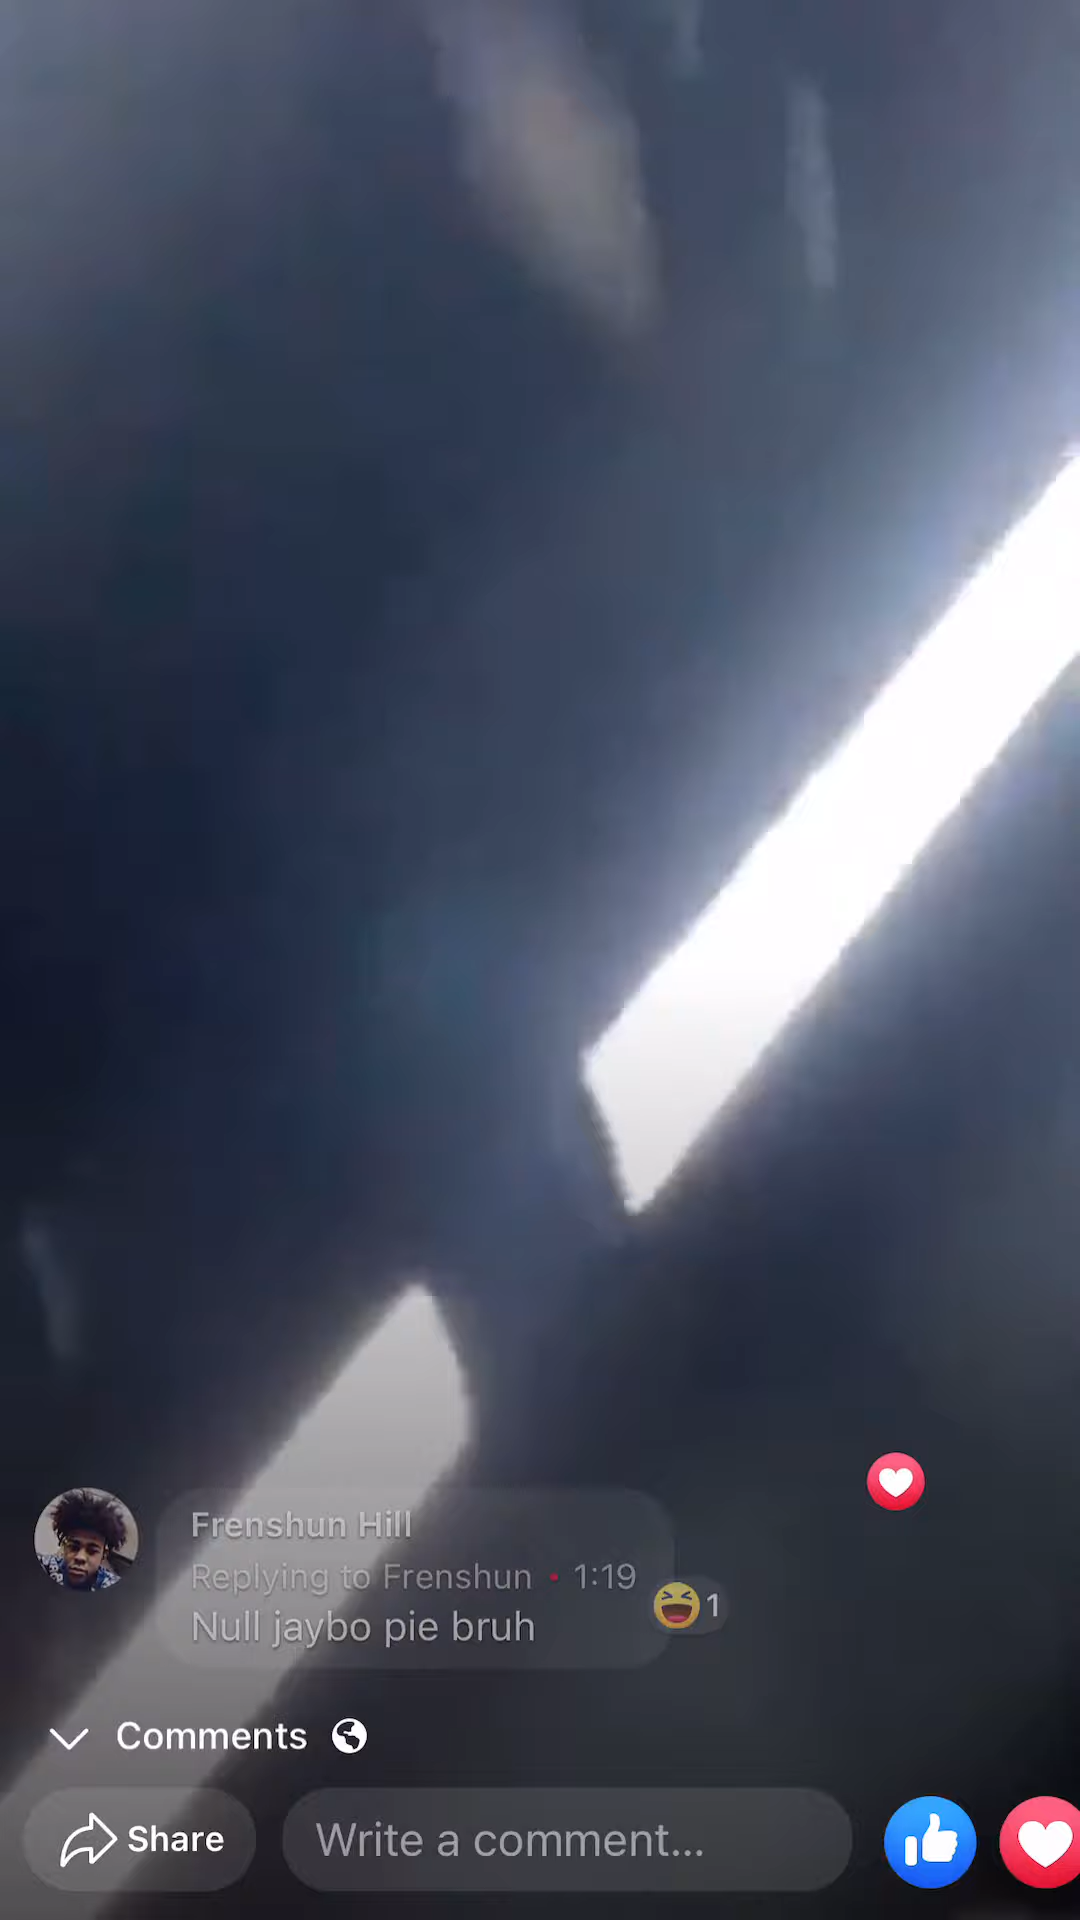 Frenshun Hill
Replying to Frenshun • 1:19
Null jaybo pie bruh
1
Comments
Share
Write a comment...